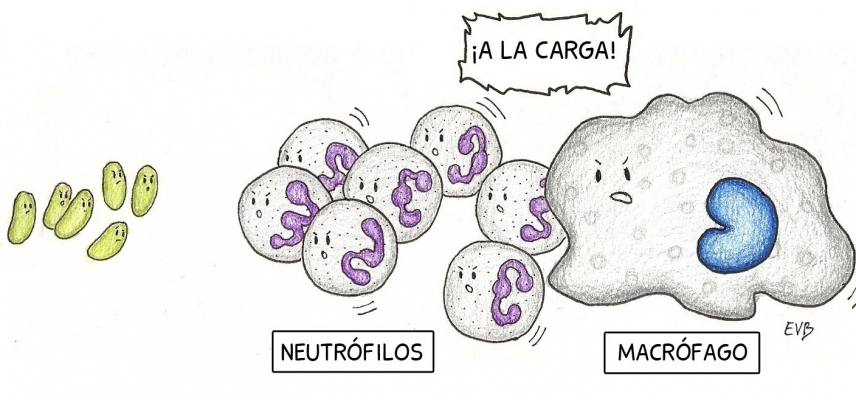 ¡A LA CARGA!
NEUTRÓFILOS
MACRÓFAGO
EVB